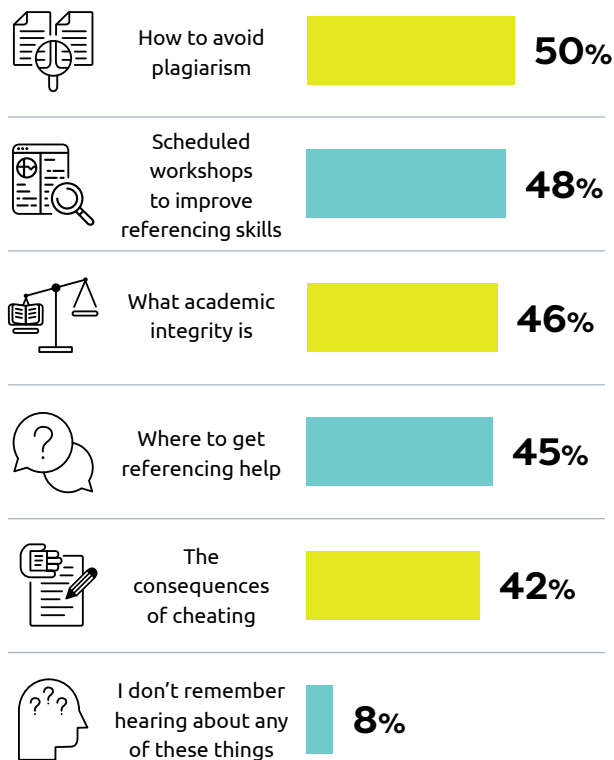 How to avoid
plagiarism
50%
Scheduled
workshops
to improve
referencing skills
48%
What academic
integrity is
46%
Where to get
referencing help
45%
The
consequences
of cheating
42%
I don’t remember
hearing about any
of these things
8%